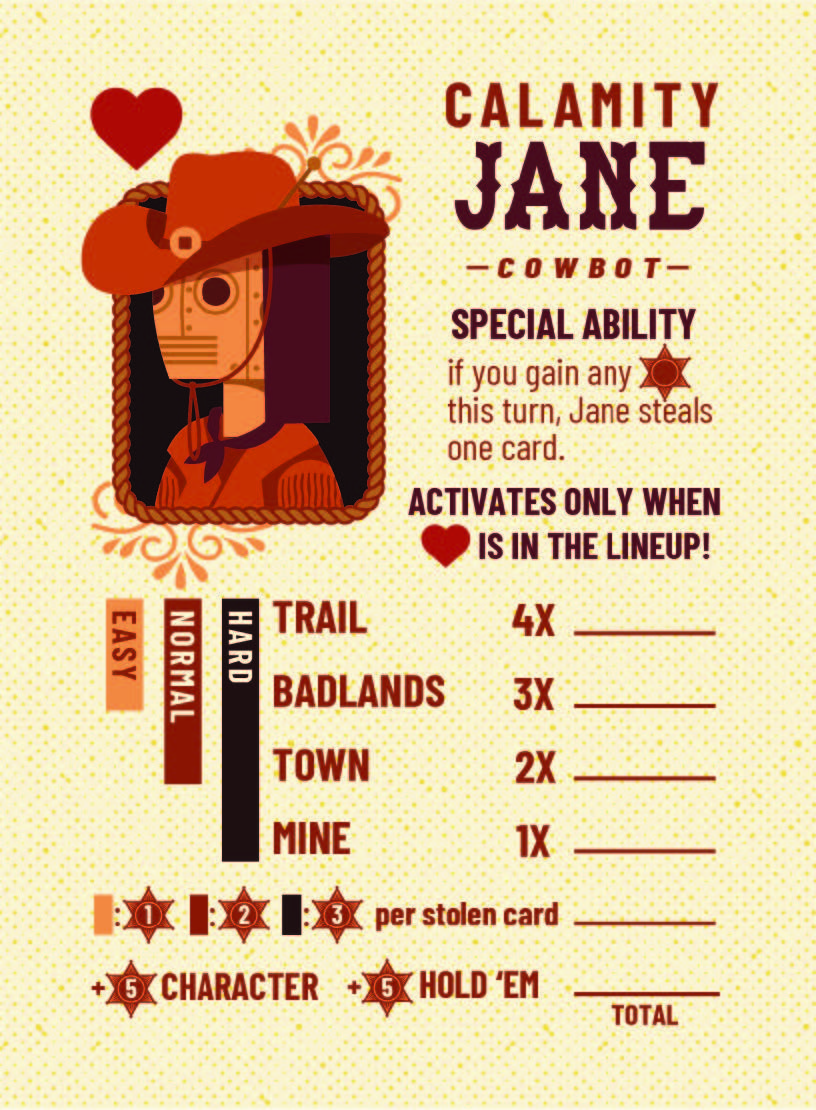 CALAMITY
JANE
—COWBOT—
SPECIAL ABILITY
if you gain any
this turn, Jane steals
one card.
ACTIVATES ONLY WHEN
IS IN THE LINEUP!
EASY
NORMAL
HARD
TRAIL 4X
BADLANDS 3X
TOWN 2X
MINE 1X
: 1 : 2 : 3 per stolen card
+5 CHARACTER +5 HOLD ‘EM
TOTAL